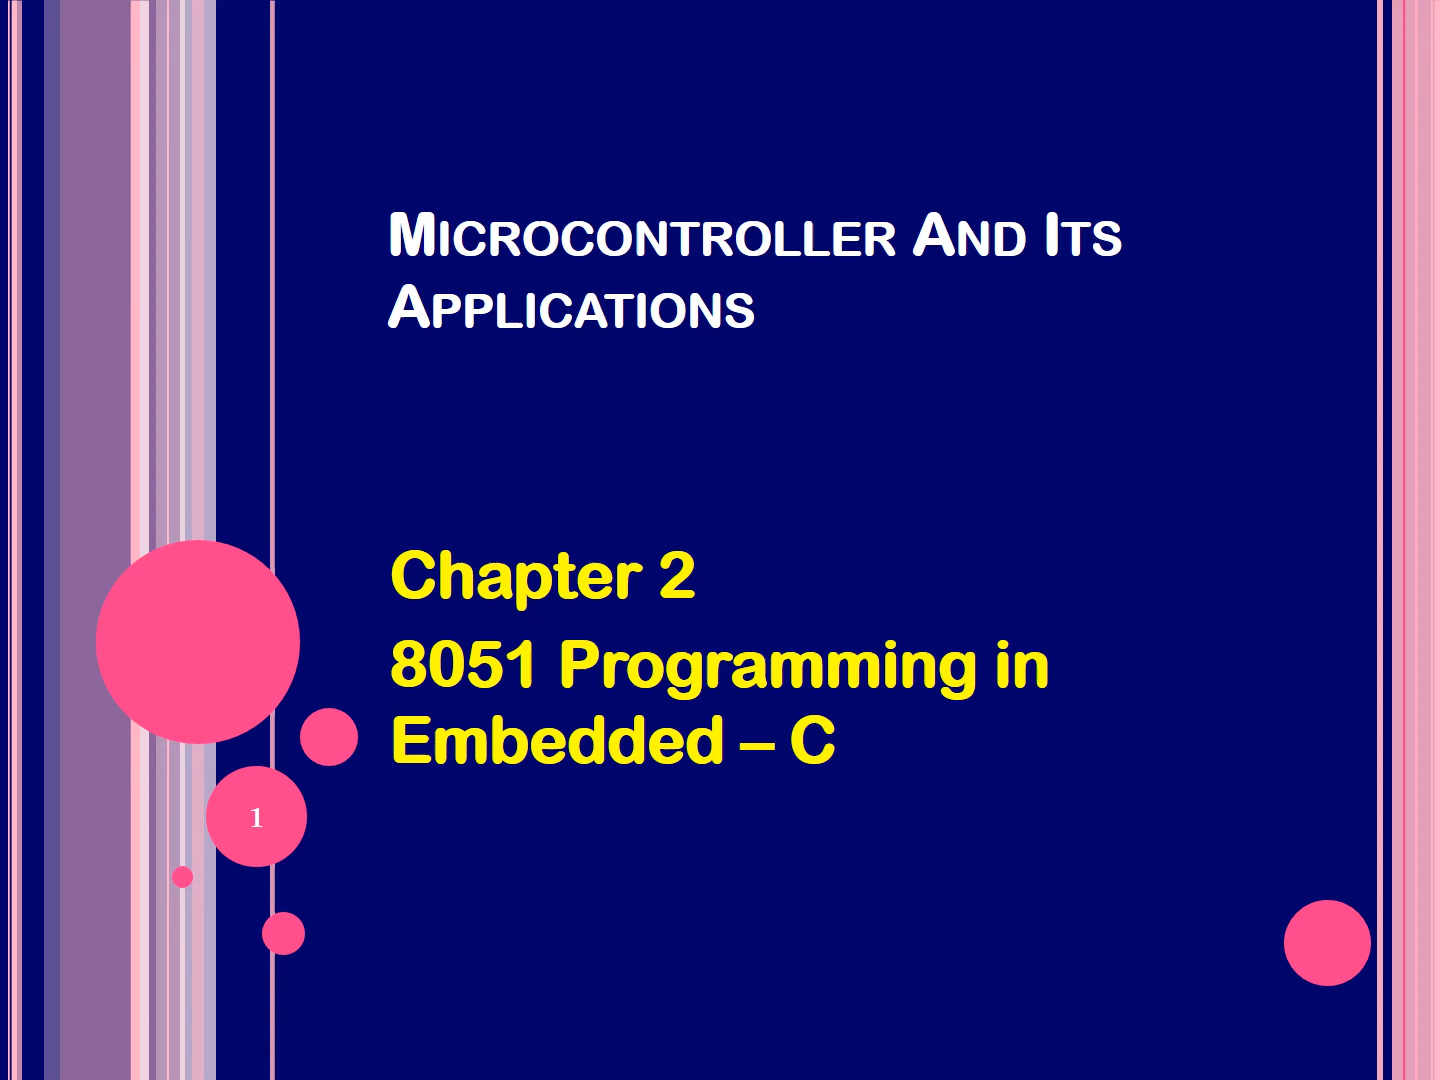 Microcontroller And Its
Applications
Chapter 2
8051 Programming in
Embedded – C
1